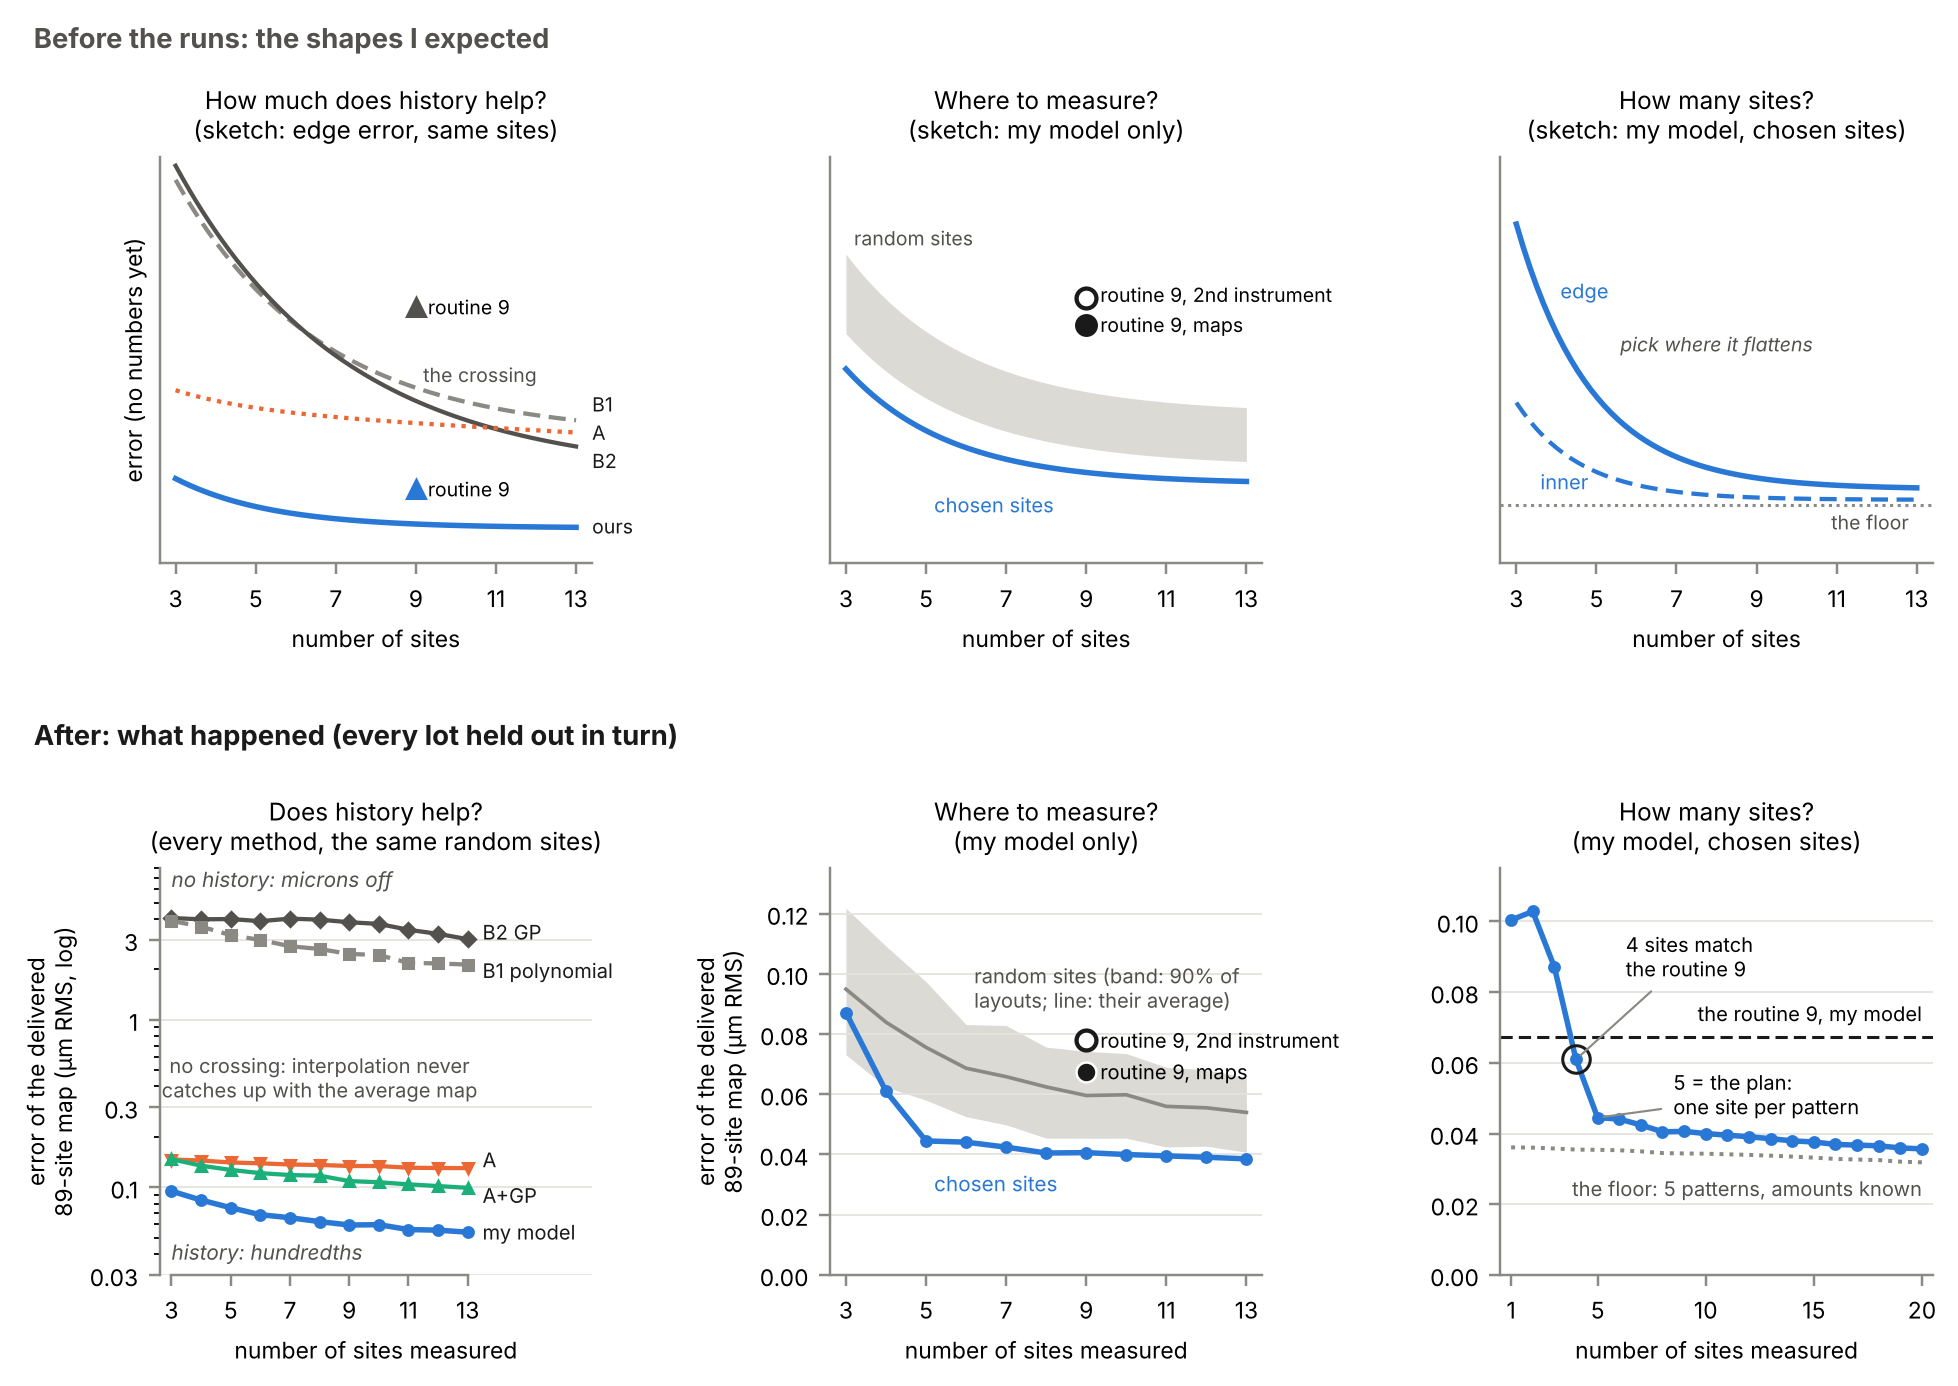 Before the runs: the shapes I expected
How much does history help?
(sketch: edge error, same sites)
error (no numbers yet)
routine 9
the crossing
B1
A
B2
routine 9
ours
3 5 7 9 11 13
number of sites
Where to measure?
(sketch: my model only)
random sites
routine 9, 2nd instrument
routine 9, maps
chosen sites
3 5 7 9 11 13
number of sites
How many sites?
(sketch: my model, chosen sites)
edge
pick where it flattens
inner
the floor
3 5 7 9 11 13
number of sites
After: what happened (every lot held out in turn)
Does history help?
(every method, the same random sites)
error of the delivered
89-site map (µm RMS, log)
no history: microns off
B2 GP
3
B1 polynomial
1
no crossing: interpolation never
catches up with the average map
0.3
A
0.1
A+GP
my model
history: hundredths
0.03
3 5 7 9 11 13
number of sites measured
Where to measure?
(my model only)
error of the delivered
89-site map (µm RMS)
0.12
0.10
random sites (band: 90% of
layouts; line: their average)
0.08
routine 9, 2nd instrument
routine 9, maps
0.06
0.04
chosen sites
0.02
0.00
3 5 7 9 11 13
number of sites measured
How many sites?
(my model, chosen sites)
0.10
4 sites match
the routine 9
0.08
the routine 9, my model
0.06
5 = the plan:
one site per pattern
0.04
the floor: 5 patterns, amounts known
0.02
0.00
1 5 10 15 20
number of sites measured